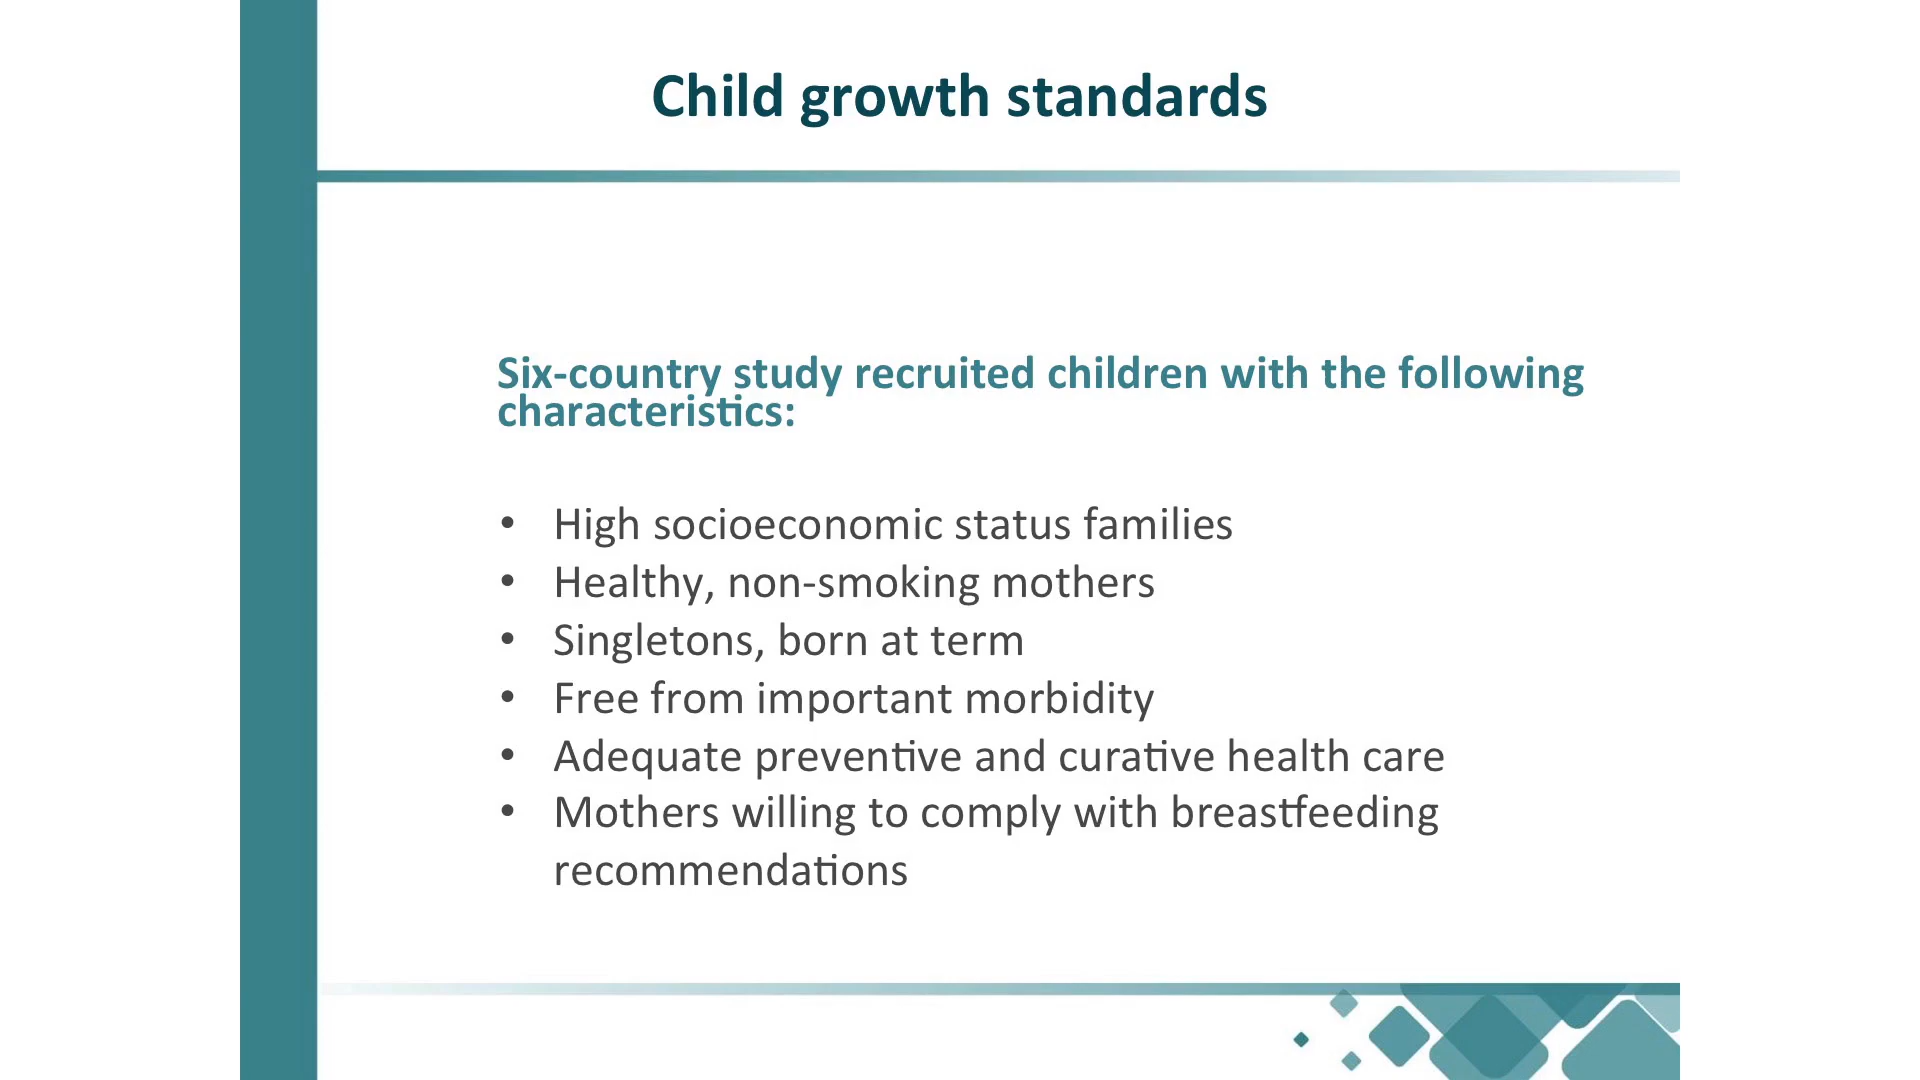 Child growth standards
Six-country study recruited children with the following
characteristics:
• High socioeconomic status families
• Healthy, non-smoking mothers
• Singletons, born at term
• Free from important morbidity
• Adequate preventive and curative health care
• Mothers willing to comply with breastfeeding
recommendations